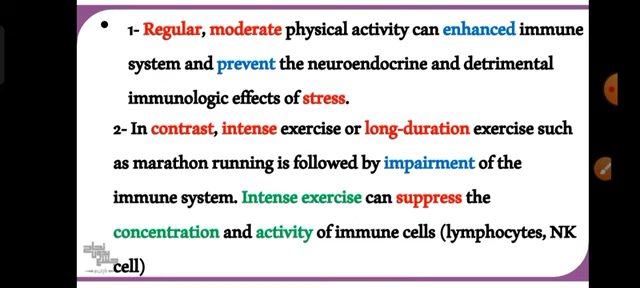 • 1- Regular, moderate physical activity can enhanced immune
system and prevent the neuroendocrine and detrimental
immunologic effects of stress.
2- In contrast, intense exercise or long-duration exercise such
as marathon running is followed by impairment of the
immune system. Intense exercise can suppress the
concentration and activity of immune cells (lymphocytes, NK
cell)